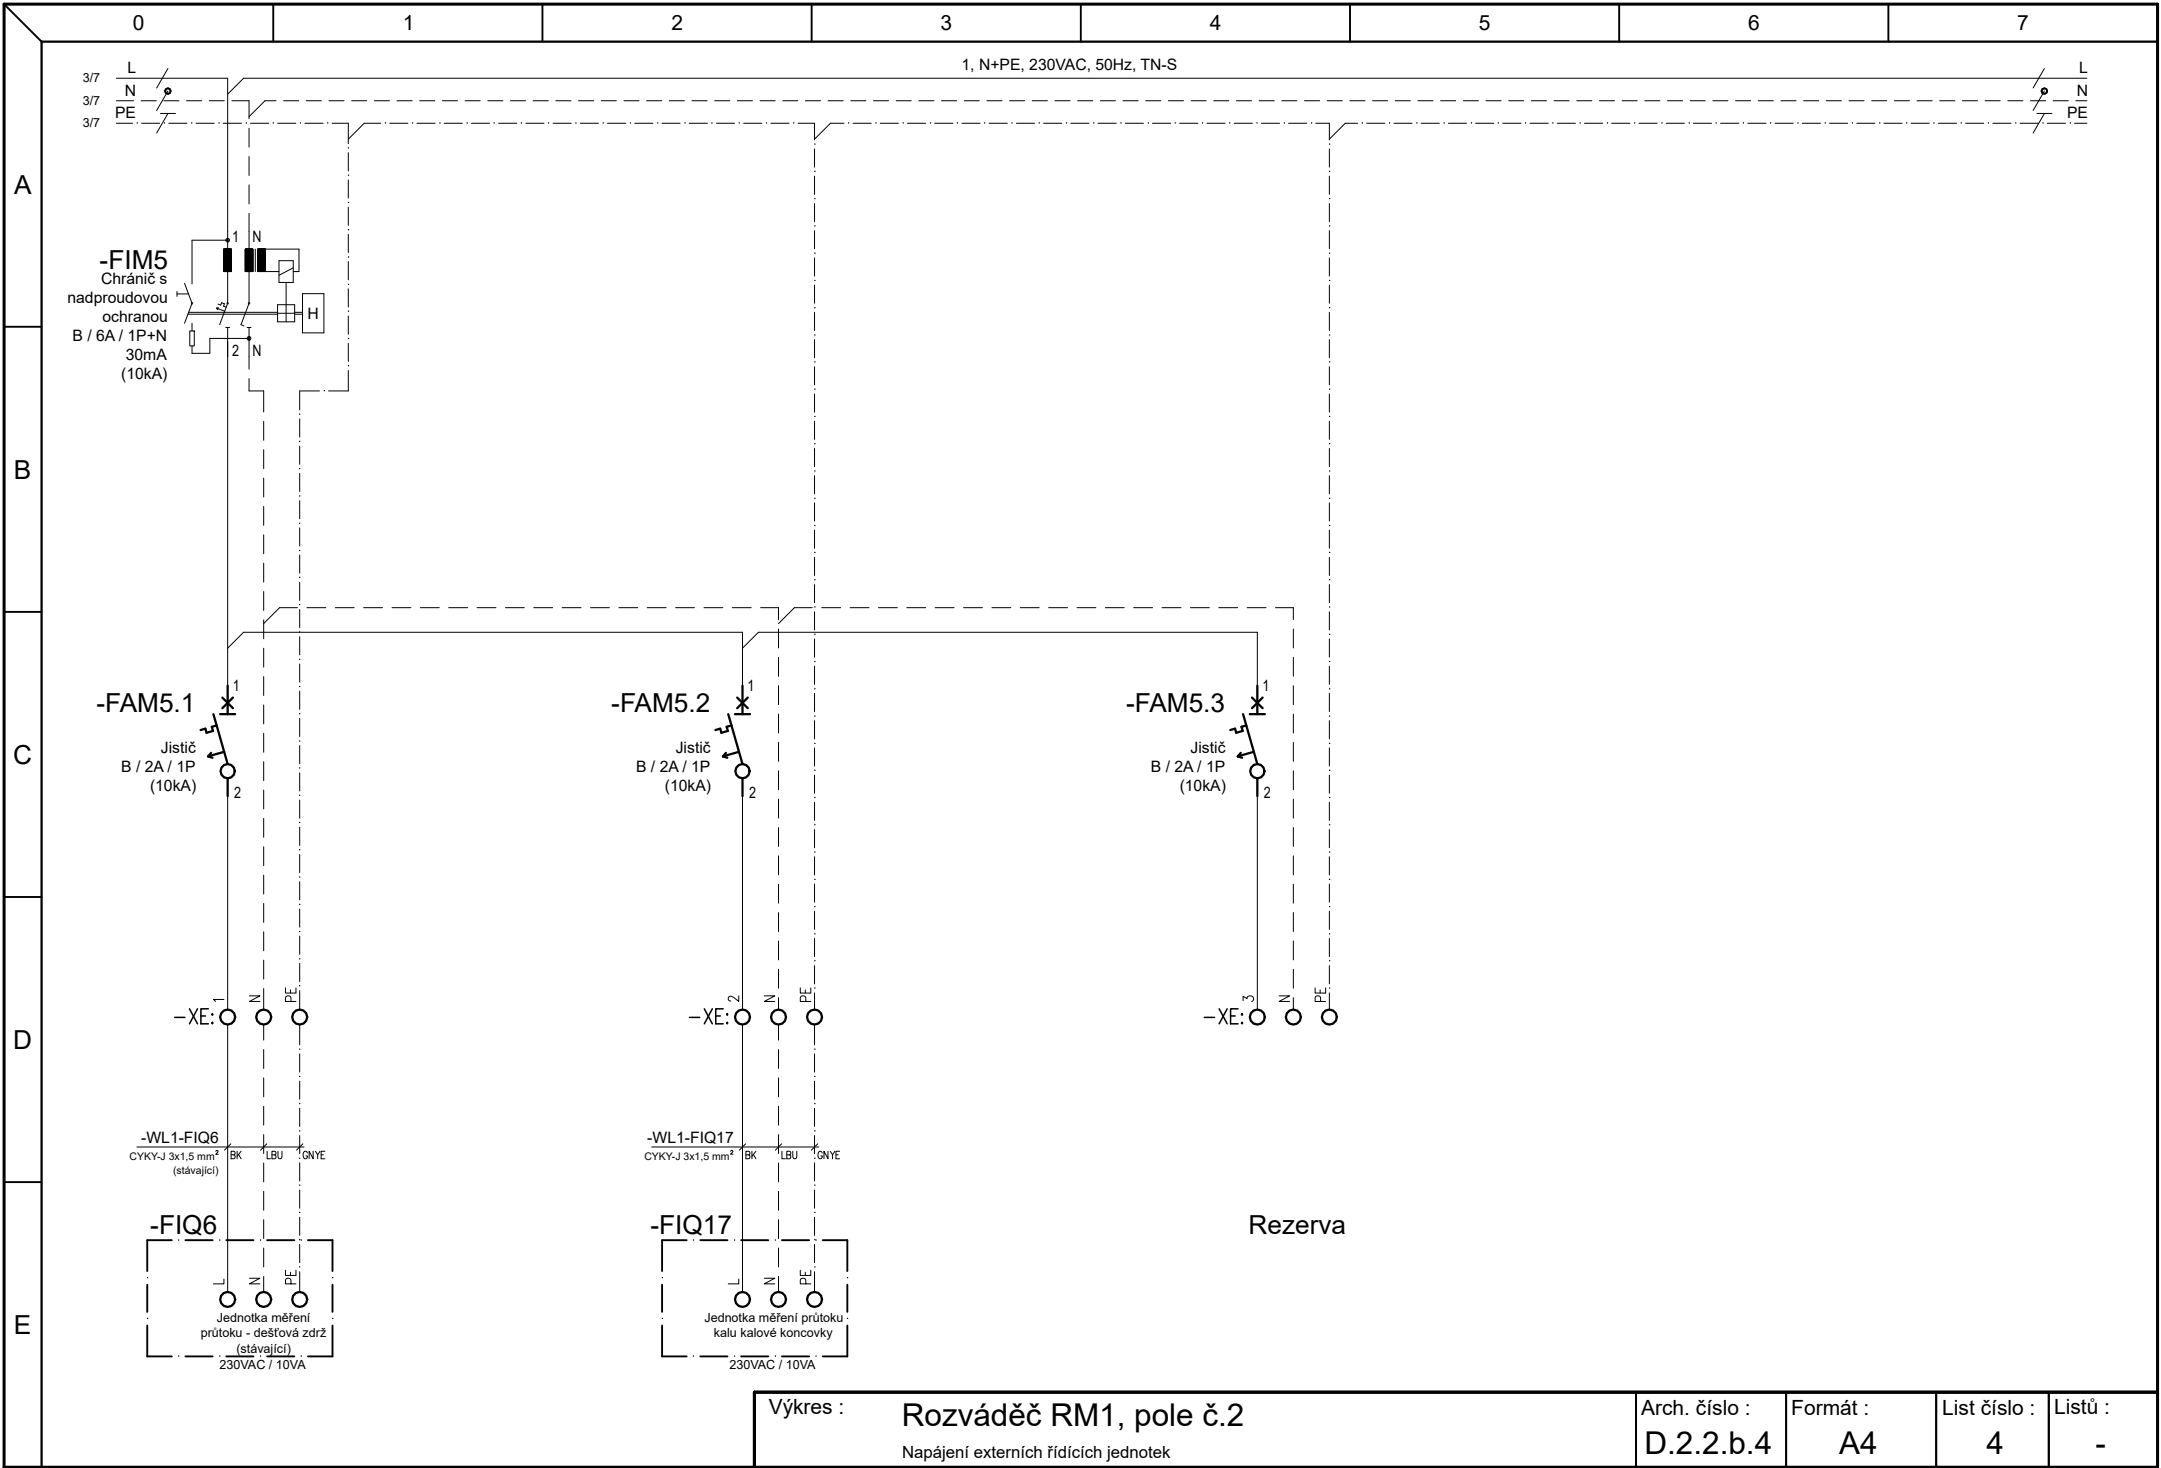 0 1 2 3 4 5 6 7
1, N+PE, 230VAC, 50Hz, TN-S
3/7 L L
3/7 N N
3/7 PE PE
A
1 N
-FIM5
Chránič s
nadproudovou
ochranou
B / 6A / 1P+N
30mA
(10kA)
H
2 N
B
1 1 1
-FAM5.1 -FAM5.2 -FAM5.3
Jistič Jistič Jistič
B / 2A / 1P B / 2A / 1P B / 2A / 1P
(10kA) (10kA) (10kA)
2 2 2
C
1 N PE 2 N PE 3 N PE
-XE: -XE: -XE:
D
-WL1-FIQ6 -WL1-FIQ17
CYKY-J 3x1,5 mm² BK LBU GNYE CYKY-J 3x1,5 mm² BK LBU GNYE
(stávající)
-FIQ6 -FIQ17 Rezerva
L N PE L N PE
E
Jednotka měření Jednotka měření průtoku
průtoku - dešťová zdrž kalu kalové koncovky
(stávající)
230VAC / 10VA 230VAC / 10VA
Výkres : Rozváděč RM1, pole č.2
Napájení externích řídících jednotek
Arch. číslo : Formát : List číslo : Listů :
D.2.2.b.4 A4 4 -